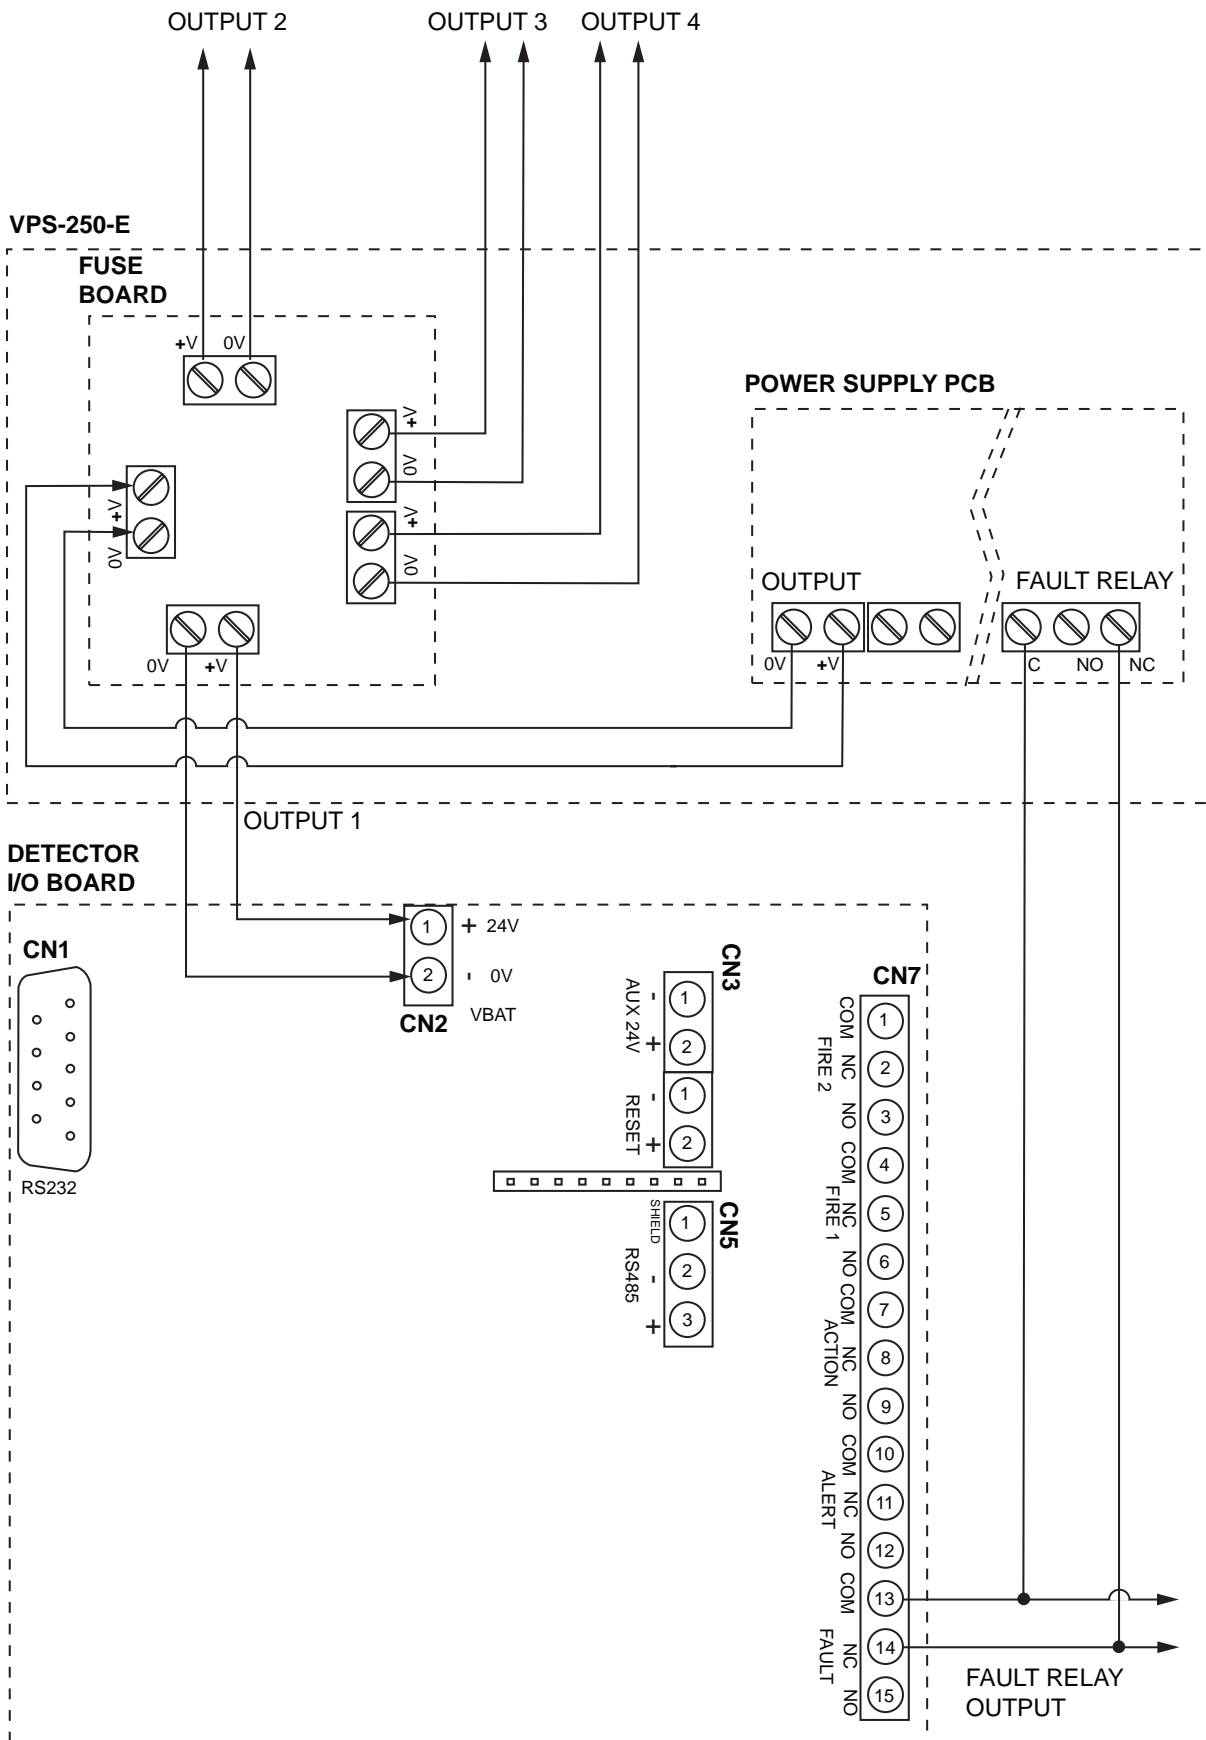 OUTPUT 2
OUTPUT 3
OUTPUT 4
VPS-250-E
FUSE
BOARD
+V
0V
+V
0V
+V
0V
+V
0V
0V
+V
POWER SUPPLY PCB
OUTPUT
FAULT RELAY
0V
+V
C
NO
NC
OUTPUT 1
DETECTOR
I/O BOARD
CN1
RS232
1
+ 24V
2
- 0V
CN2
VBAT
CN3
AUX 24V
-
1
+
2
RESET
-
1
+
2
CN5
SHIELD
1
RS485
-
2
+
3
CN7
FIRE 2
COM
1
NC
2
NO
3
FIRE 1
COM
4
NC
5
NO
6
ACTION
COM
7
NC
8
NO
9
ALERT
COM
10
NC
11
NO
12
FAULT
COM
13
NC
14
NO
15
FAULT RELAY
OUTPUT